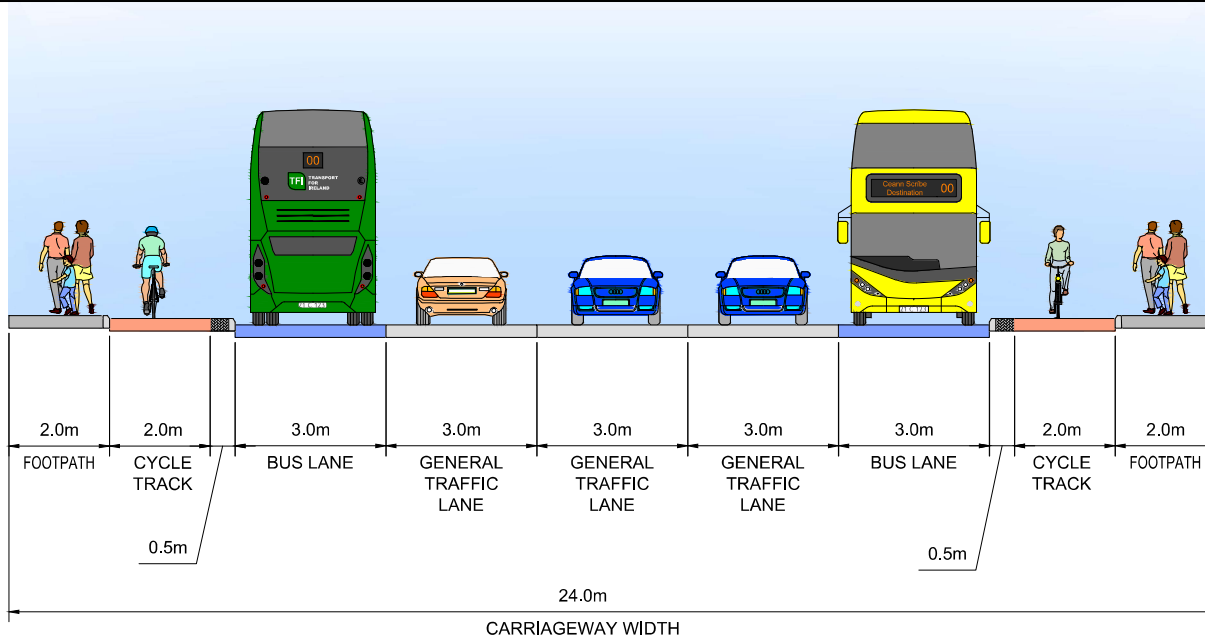 00
TFI
TRANSPORT
FOR
IRELAND
Ceann Scribe
Destination
00
2.0m
2.0m
3.0m
3.0m
3.0m
3.0m
3.0m
2.0m
2.0m
FOOTPATH
CYCLE
TRACK
BUS LANE
GENERAL
TRAFFIC
LANE
GENERAL
TRAFFIC
LANE
GENERAL
TRAFFIC
LANE
BUS LANE
CYCLE
TRACK
FOOTPATH
0.5m
0.5m
24.0m
CARRIAGEWAY WIDTH